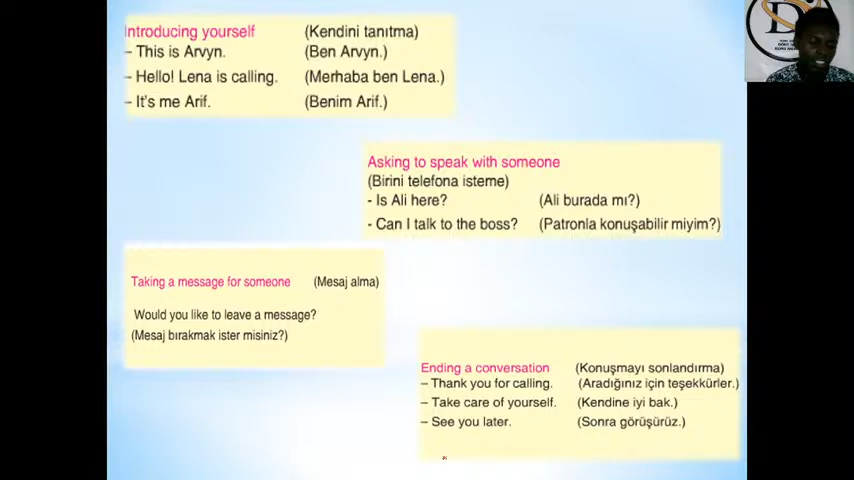 Introducing yourself (Kendini tanıtma)
– This is Arvyn. (Ben Arvyn.)
– Hello! Lena is calling. (Merhaba ben Lena.)
– It's me Arif. (Benim Arif.)
Asking to speak with someone
(Birini telefona isteme)
- Is Ali here? (Ali burada mı?)
- Can I talk to the boss? (Patronla konuşabilir miyim?)
Taking a message for someone (Mesaj alma)
Would you like to leave a message?
(Mesaj bırakmak ister misiniz?)
Ending a conversation (Konuşmayı sonlandırma)
– Thank you for calling. (Aradığınız için teşekkürler.)
– Take care of yourself. (Kendine iyi bak.)
– See you later. (Sonra görüşürüz.)